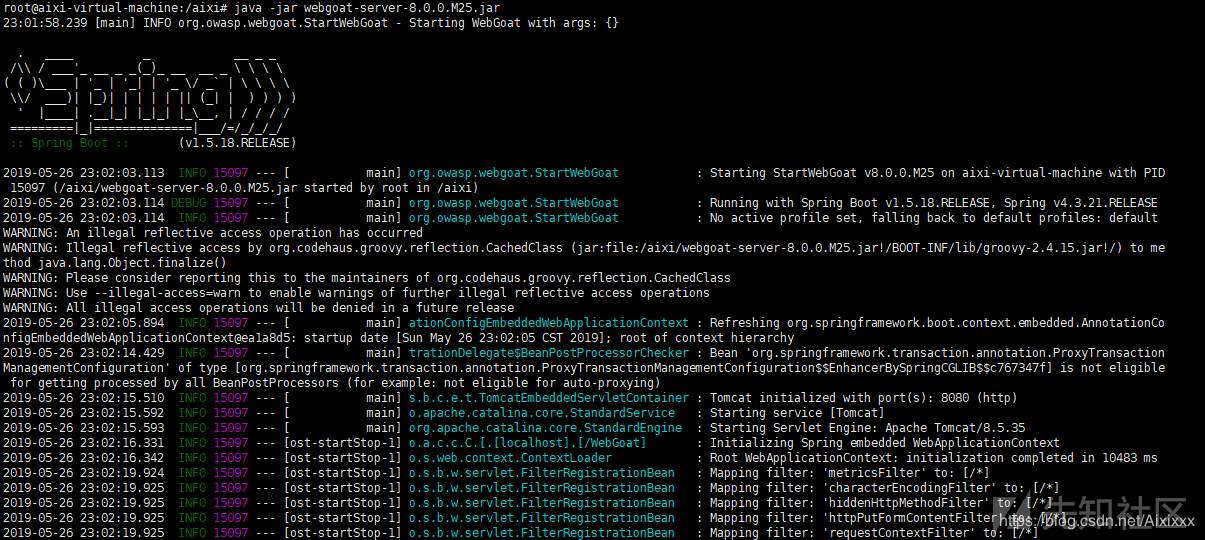 root@aixi-virtual-machine:/aixi# java -jar webgoat-server-8.0.0.M25.jar
23:01:58.239 [main] INFO org.owasp.webgoat.StartWebGoat - Starting WebGoat with args: {}
Spring
:: Spring Boot ::       (v1.5.18.RELEASE)
2019-05-26 23:02:03.113  INFO 15097 --- [           main] org.owasp.webgoat.StartWebGoat           : Starting StartWebGoat v8.0.0.M25 on aixi-virtual-machine with PID
15097 (/aixi/webgoat-server-8.0.0.M25.jar started by root in /aixi)
2019-05-26 23:02:03.114 DEBUG 15097 --- [           main] org.owasp.webgoat.StartWebGoat           : Running with Spring Boot v1.5.18.RELEASE, Spring v4.3.21.RELEASE
2019-05-26 23:02:03.114  INFO 15097 --- [           main] org.owasp.webgoat.StartWebGoat           : No active profile set, falling back to default profiles: default
WARNING: An illegal reflective access operation has occurred
WARNING: Illegal reflective access by org.codehaus.groovy.reflection.CachedClass (jar:file:/aixi/webgoat-server-8.0.0.M25.jar!/BOOT-INF/lib/groovy-2.4.15.jar!/) to me
thod java.lang.Object.finalize()
WARNING: Please consider reporting this to the maintainers of org.codehaus.groovy.reflection.CachedClass
WARNING: Use --illegal-access=warn to enable warnings of further illegal reflective access operations
WARNING: All illegal access operations will be denied in a future release
2019-05-26 23:02:05.894  INFO 15097 --- [           main] ationConfigEmbeddedWebApplicationContext : Refreshing org.springframework.boot.context.embedded.AnnotationCo
nfigEmbeddedWebApplicationContext@ea1a8d5: startup date [Sun May 26 23:02:05 CST 2019]; root of context hierarchy
2019-05-26 23:02:14.429  INFO 15097 --- [           main] trationDelegate$BeanPostProcessorChecker : Bean 'org.springframework.transaction.annotation.ProxyTransaction
ManagementConfiguration' of type [org.springframework.transaction.annotation.ProxyTransactionManagementConfiguration$$EnhancerBySpringCGLIB$$c767347f] is not eligible
for getting processed by all BeanPostProcessors (for example: not eligible for auto-proxying)
2019-05-26 23:02:15.510  INFO 15097 --- [           main] s.b.c.e.t.TomcatEmbeddedServletContainer : Tomcat initialized with port(s): 8080 (http)
2019-05-26 23:02:15.592  INFO 15097 --- [           main] o.apache.catalina.core.StandardService   : Starting service [Tomcat]
2019-05-26 23:02:15.593  INFO 15097 --- [           main] org.apache.catalina.core.StandardEngine  : Starting Servlet Engine: Apache Tomcat/8.5.35
2019-05-26 23:02:16.331  INFO 15097 --- [ost-startStop-1] o.a.c.c.C.[.[localhost].[/WebGoat]       : Initializing Spring embedded WebApplicationContext
2019-05-26 23:02:16.342  INFO 15097 --- [ost-startStop-1] o.s.web.context.ContextLoader            : Root WebApplicationContext: initialization completed in 10483 ms
2019-05-26 23:02:19.924  INFO 15097 --- [ost-startStop-1] o.s.b.w.servlet.FilterRegistrationBean   : Mapping filter: 'metricsFilter' to: [/*]
2019-05-26 23:02:19.925  INFO 15097 --- [ost-startStop-1] o.s.b.w.servlet.FilterRegistrationBean   : Mapping filter: 'characterEncodingFilter' to: [/*]
2019-05-26 23:02:19.925  INFO 15097 --- [ost-startStop-1] o.s.b.w.servlet.FilterRegistrationBean   : Mapping filter: 'hiddenHttpMethodFilter' to: [/*]
2019-05-26 23:02:19.925  INFO 15097 --- [ost-startStop-1] o.s.b.w.servlet.FilterRegistrationBean   : Mapping filter: 'httpPutFormContentFilter' to: [/*]
2019-05-26 23:02:19.925  INFO 15097 --- [ost-startStop-1] o.s.b.w.servlet.FilterRegistrationBean   : Mapping filter: 'requestContextFilter' to: [/*]
先知社区
https://blog.csdn.net/Aixlxxx